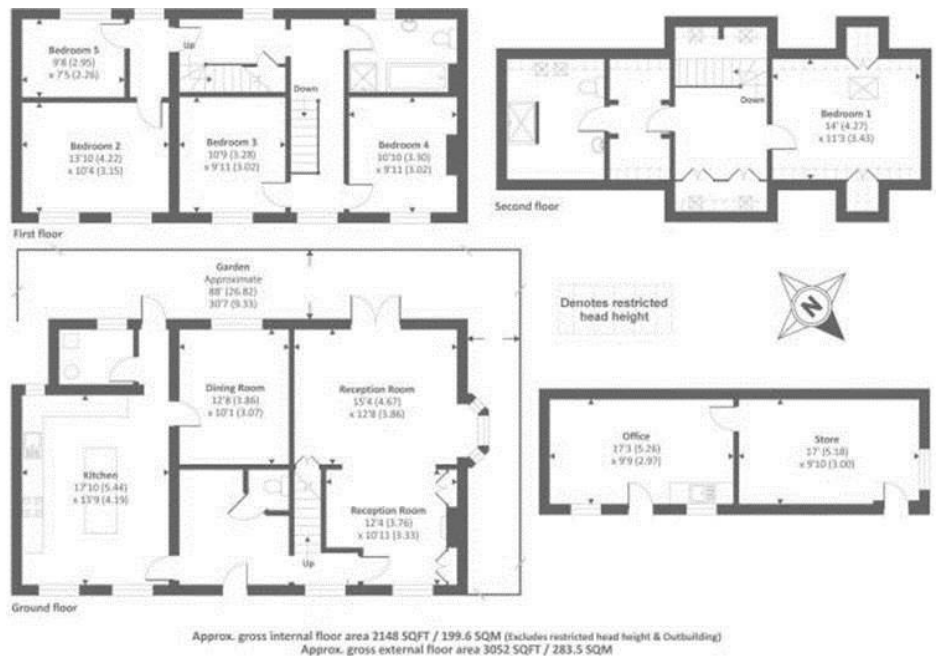 Bedroom 5
9'8 (2.95)
x 7'5 (2.26)
Up
Down
Bedroom 2
13'10 (4.22)
x 10'4 (3.15)
Bedroom 3
10'9 (3.28)
x 9'11 (3.02)
Bedroom 4
10'10 (3.30)
x 9'11 (3.02)
First floor
Down
Bedroom 1
14' (4.27)
x 11'3 (3.43)
Second floor
Garden
Approximate
88' (26.82)
30'7 (9.33)
Denotes restricted
head height
N
Dining Room
12'8 (3.86)
x 10'1 (3.07)
Reception Room
15'4 (4.67)
x 12'8 (3.86)
Kitchen
17'10 (5.44)
x 13'9 (4.19)
Reception Room
12'4 (3.76)
x 10'11 (3.33)
Up
Ground floor
Office
17'3 (5.26)
x 9'9 (2.97)
Store
17' (5.18)
x 9'10 (3.00)
Approx. gross internal floor area 2148 SQFT / 199.6 SQM (Excludes restricted head height & Outbuilding)
Approx. gross external floor area 3052 SQFT / 283.5 SQM